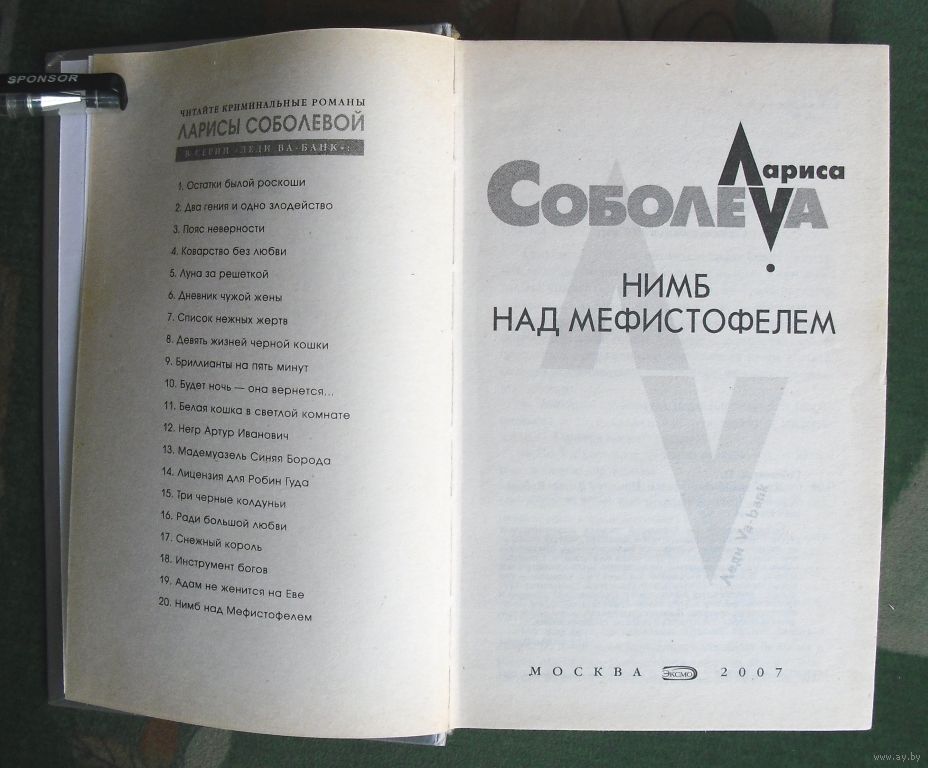 SPONSOR
ЧИТАЙТЕ КРИМИНАЛЬНЫЕ РОМАНЫ
ЛАРИСЫ СОБОЛЕВОЙ
В СЕРИИ «ЛЕДИ ВА-БАНК»:
1. Остатки былой роскоши
2. Два гения и одно злодейство
3. Пояс неверности
4. Коварство без любви
5. Луна за решеткой
6. Дневник чужой жены
7. Список нежных жертв
8. Девять жизней черной кошки
9. Бриллианты на пять минут
10. Будет ночь — она вернется...
11. Белая кошка в светлой комнате
12. Негр Артур Иванович
13. Мадемуазель Синяя Борода
14. Лицензия для Робин Гуда
15. Три черные колдуньи
16. Ради большой любви
17. Снежный король
18. Инструмент богов
19. Адам не женится на Еве
20. Нимб над Мефистофелем
Лариса
СОБОЛЕVА
НИМБ
НАД МЕФИСТОФЕЛЕМ
Леди Va-bank
МОСКВА ЭКСМО 2007
www.ay.by